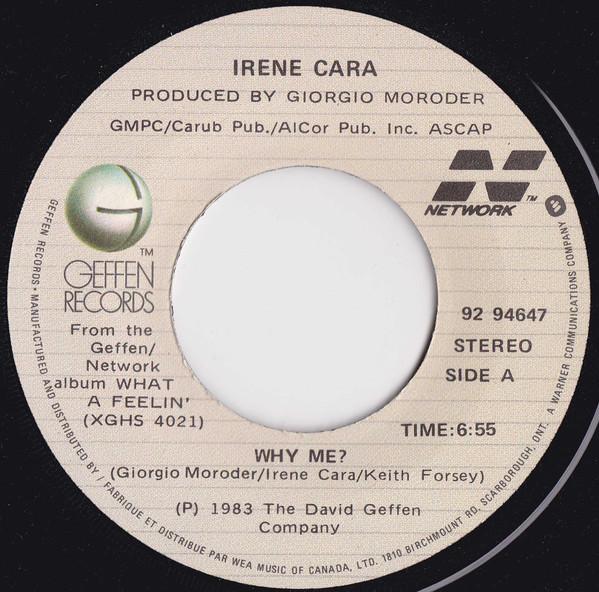 IRENE CARA
PRODUCED BY GIORGIO MORODER
GMPC/Carub Pub./AlCor Pub. Inc. ASCAP
G
TM
GEFFEN
RECORDS
N
NETWORK TM
From the
Geffen/
Network
album WHAT
A FEELIN'
(XGHS 4021)
92 94647
STEREO
SIDE A
TIME:6:55
WHY ME?
(Giorgio Moroder/Irene Cara/Keith Forsey)
(P) 1983 The David Geffen
Company
GEFFEN RECORDS • MANUFACTURED AND DISTRIBUTED BY / FABRIQUE ET DISTRIBUE PAR WEA MUSIC OF CANADA, LTD. 1810 BIRCHMOUNT RD. SCARBOROUGH, ONT. A WARNER COMMUNICATIONS COMPANY